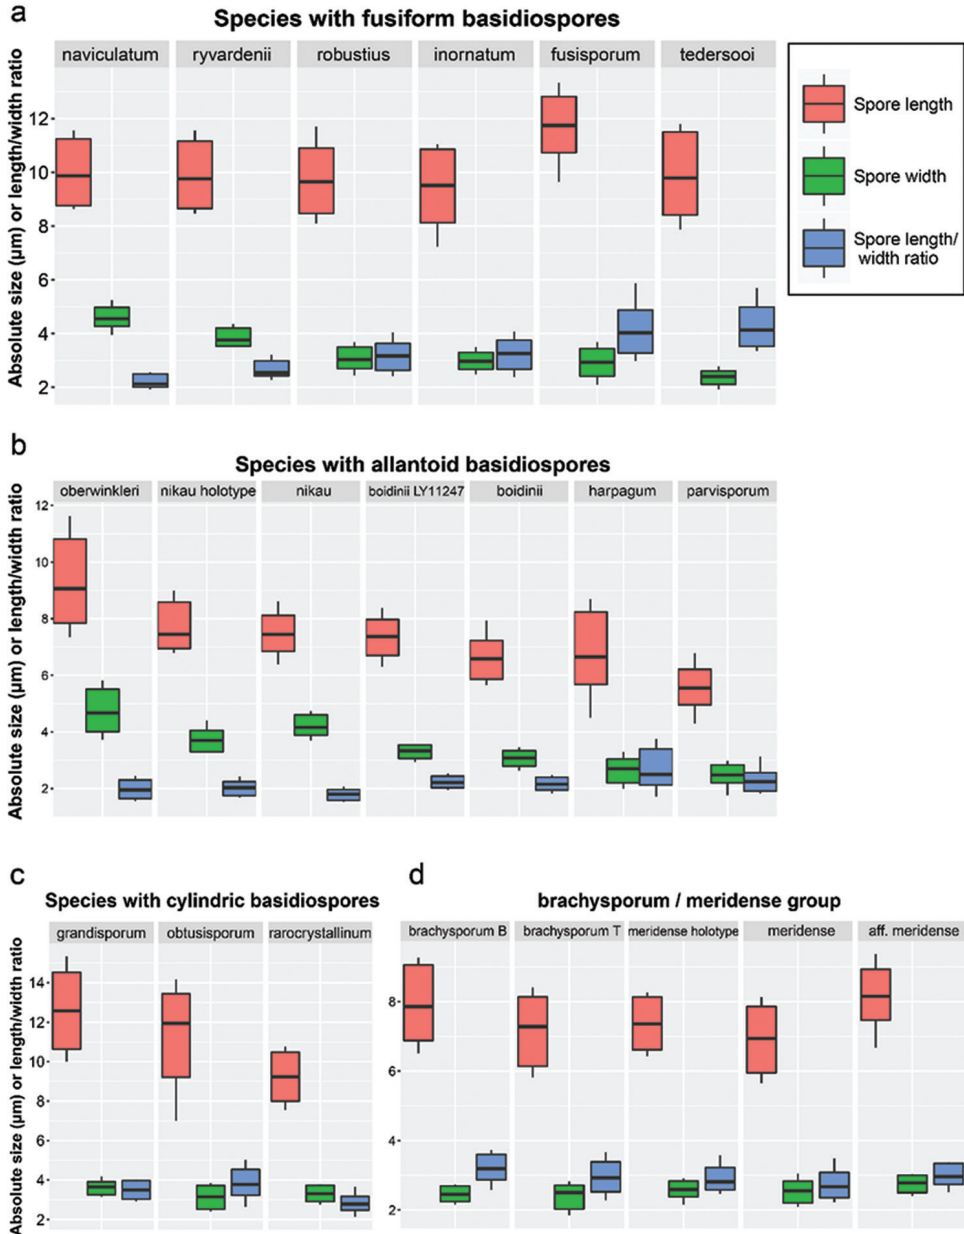 a
Species with fusiform basidiospores
naviculatum ryvardenii robustius inornatum fusisporum tedersooi
Absolute size (μm) or length/width ratio
12
10
8
6
4
2
Spore length
Spore width
Spore length/
width ratio
b
Species with allantoid basidiospores
oberwinkleri nikau holotype nikau boidinii LY11247 boidinii harpagum parvisporum
Absolute size (μm) or length/width ratio
12
10
8
6
4
2
c
Species with cylindric basidiospores
grandisporum obtusisporum rarocrystallinum
Absolute size (μm) or length/width ratio
14
12
10
8
6
4
2
d
brachysporum / meridense group
brachysporum B brachysporum T meridense holotype meridense aff. meridense
8
6
4
2